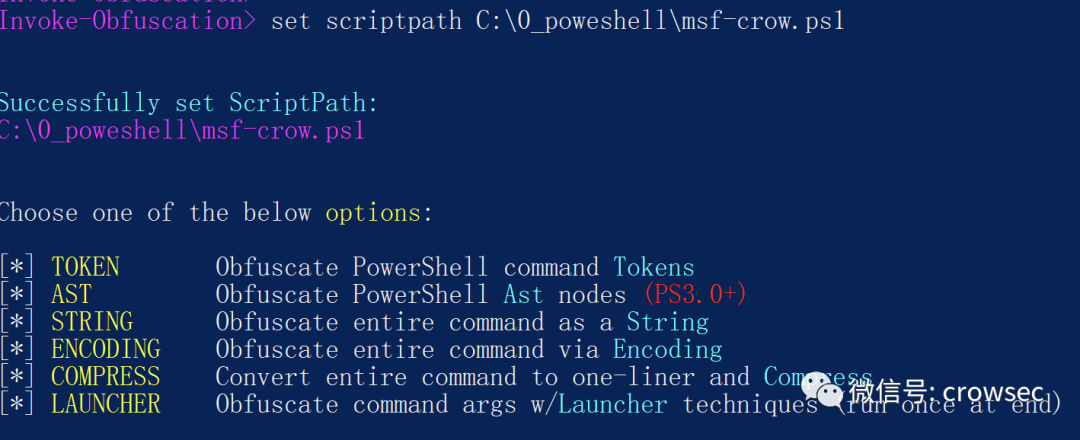 Invoke-Obfuscation> set scriptpath C:\0_poweshell\msf-crow.ps1
Successfully set ScriptPath:
C:\0_poweshell\msf-crow.ps1
Choose one of the below options:
[*] TOKEN Obfuscate PowerShell command Tokens
[*] AST Obfuscate PowerShell Ast nodes (PS3.0+)
[*] STRING Obfuscate entire command as a String
[*] ENCODING Obfuscate entire command via Encoding
[*] COMPRESS Convert entire command to one-liner and Compress
[*] LAUNCHER Obfuscate command args w/Launcher techniques (run once at end)
微信号: crowsec